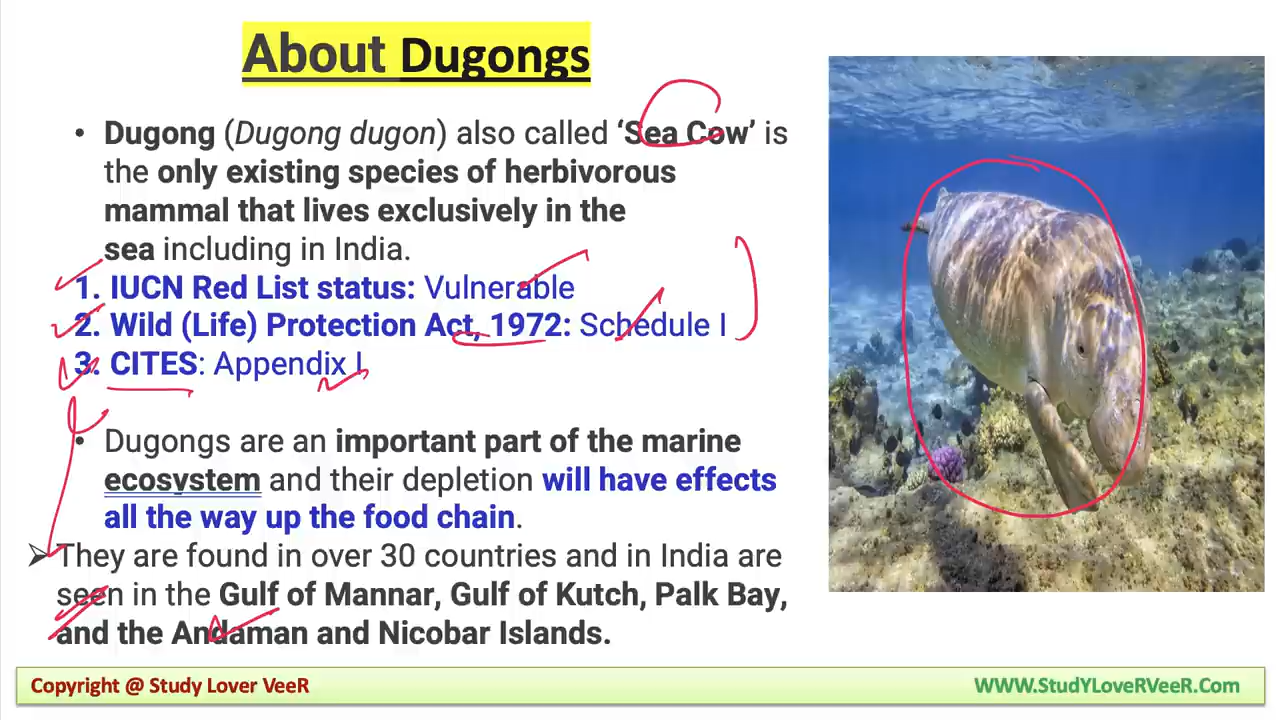 About Dugongs
• Dugong (Dugong dugon) also called ‘Sea Cow’ is
the only existing species of herbivorous
mammal that lives exclusively in the
sea including in India.
1. IUCN Red List status: Vulnerable
2. Wild (Life) Protection Act, 1972: Schedule I
3. CITES: Appendix I
• Dugongs are an important part of the marine
ecosystem and their depletion will have effects
all the way up the food chain.
➢ They are found in over 30 countries and in India are
seen in the Gulf of Mannar, Gulf of Kutch, Palk Bay,
and the Andaman and Nicobar Islands.
Copyright @ Study Lover VeeR
WWW.StudYLoveRVeeR.Com